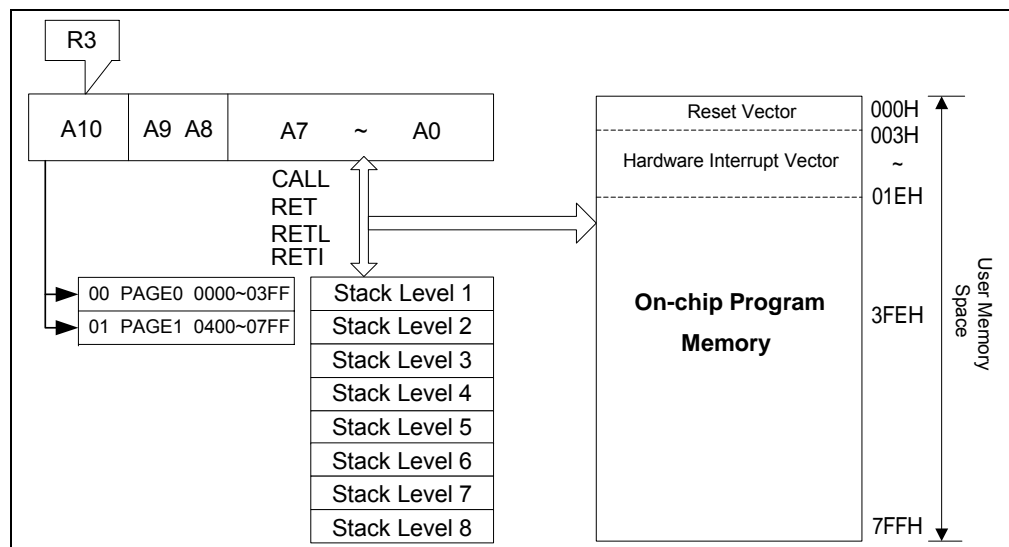 R3
A10 A9 A8 A7 ~ A0
CALL
RET
RETL
RETI
00 PAGE0 0000~03FF
01 PAGE1 0400~07FF
Stack Level 1
Stack Level 2
Stack Level 3
Stack Level 4
Stack Level 5
Stack Level 6
Stack Level 7
Stack Level 8
Reset Vector
Hardware Interrupt Vector
On-chip Program
Memory
000H
003H
~
01EH
3FEH
7FFH
User Memory
Space